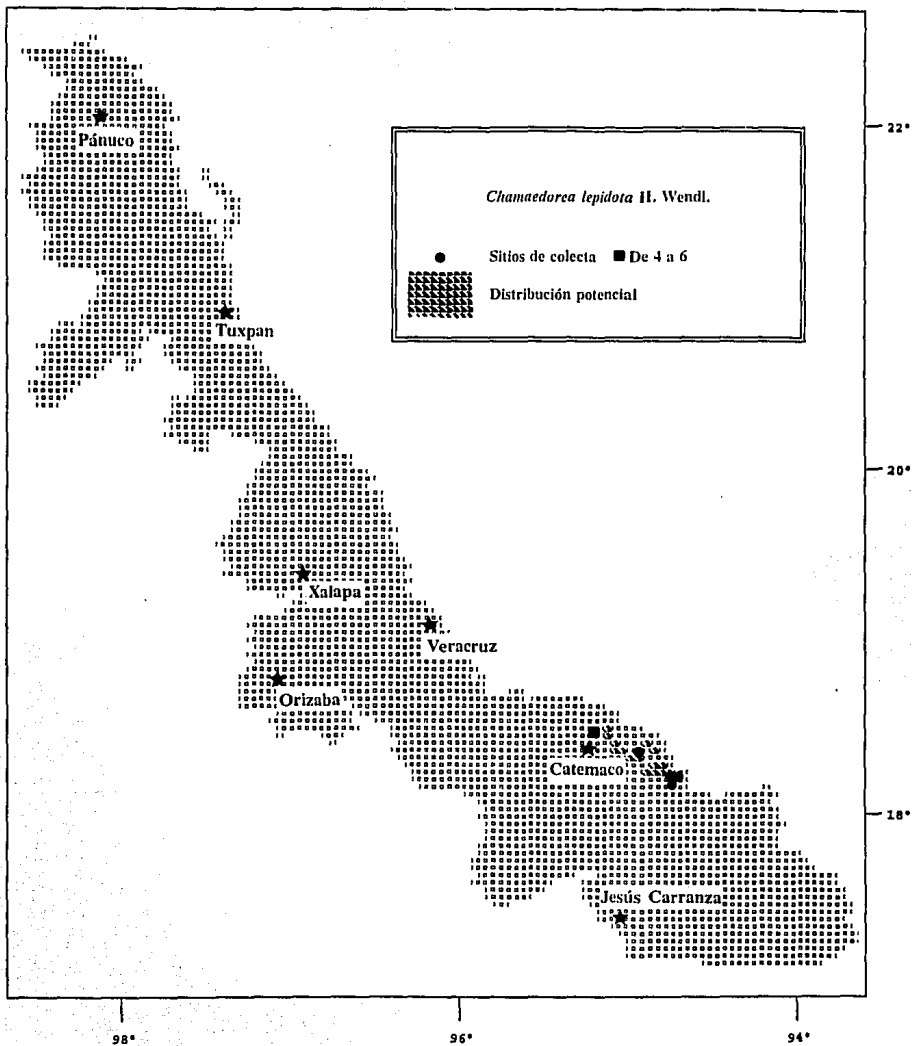 Pánuco
22°
Chamaedorea lepidota H. Wendl.
Sitios de colecta De 4 a 6
Distribución potencial
Tuxpan
20°
Xalapa
Veracruz
Orizaba
Catemaco
18°
Jesús Carranza
98° 96° 94°